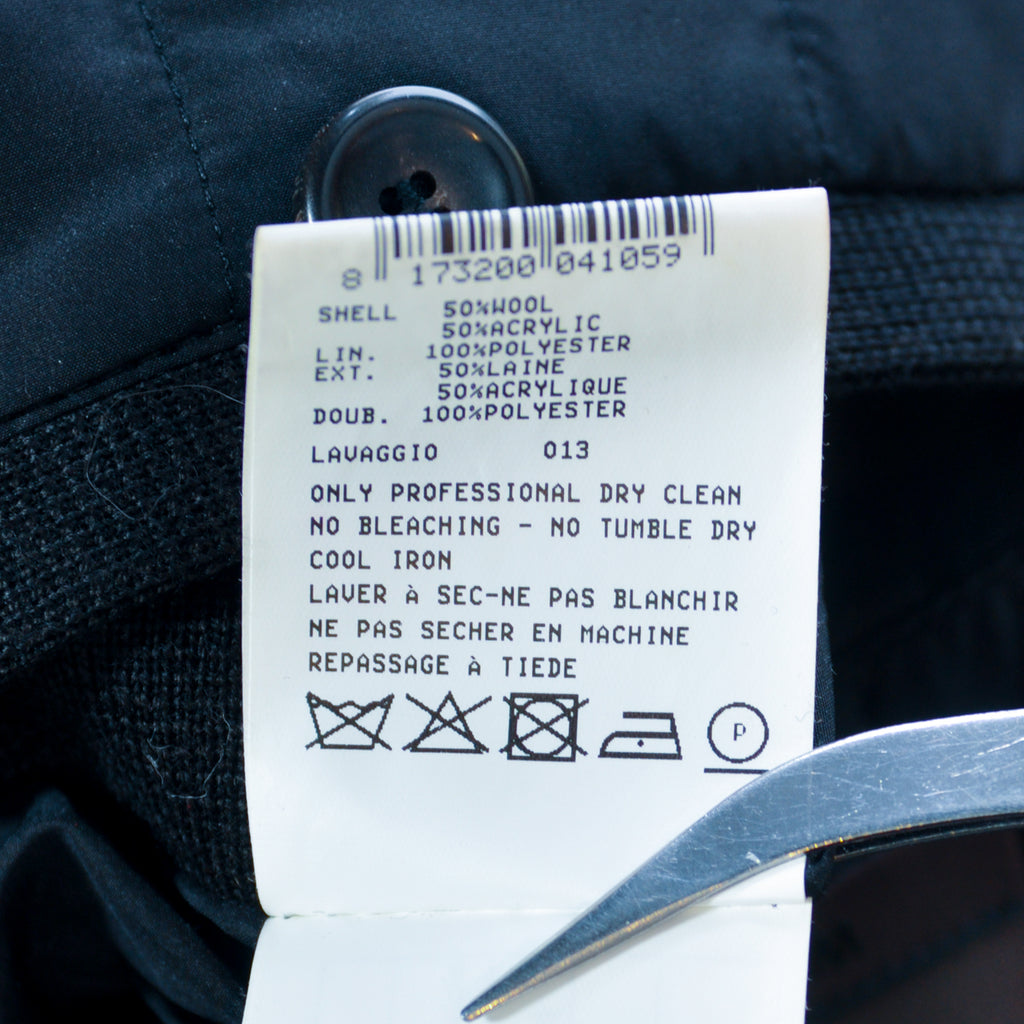 8 173200 041059
SHELL 50%WOOL
50%ACRYLIC
LIN. 100%POLYESTER
EXT. 50%LAINE
50%ACRYLIQUE
DOUB. 100%POLYESTER
LAVAGGIO 013
ONLY PROFESSIONAL DRY CLEAN
NO BLEACHING - NO TUMBLE DRY
COOL IRON
LAVER à SEC-NE PAS BLANCHIR
NE PAS SECHER EN MACHINE
REPASSAGE à TIEDE
P